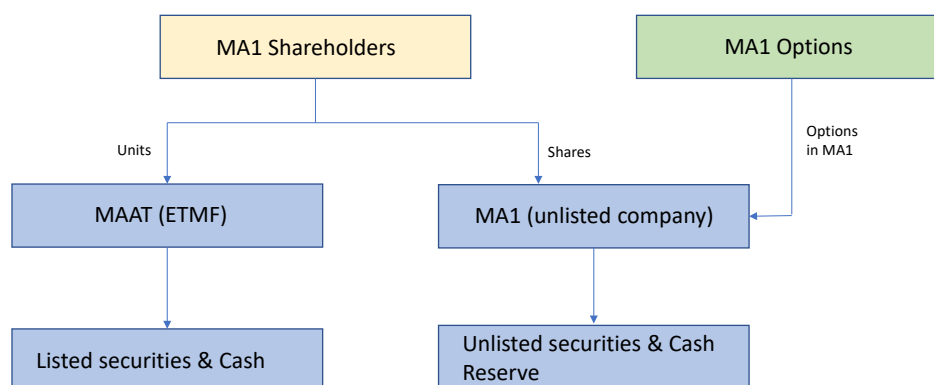 MA1 Shareholders
MA1 Options
Units
Shares
Options
in MA1
MAAT (ETMF)
MA1 (unlisted company)
Listed securities & Cash
Unlisted securities & Cash
Reserve